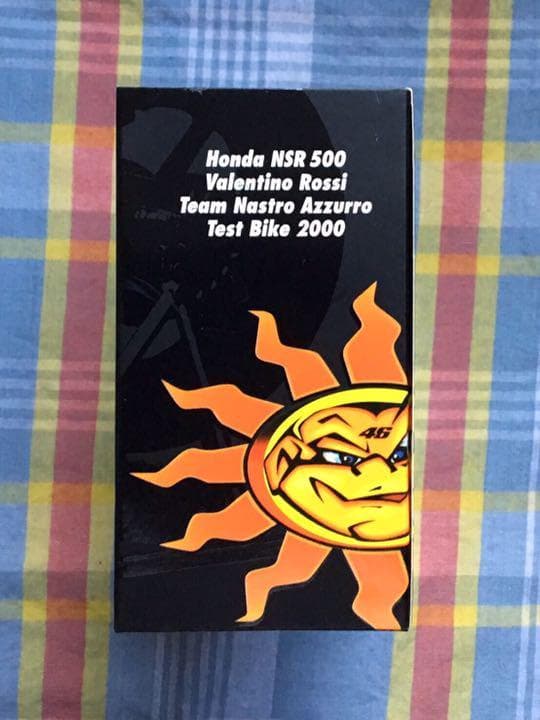 Honda NSR 500
Valentino Rossi
Team Nastro Azzurro
Test Bike 2000
46